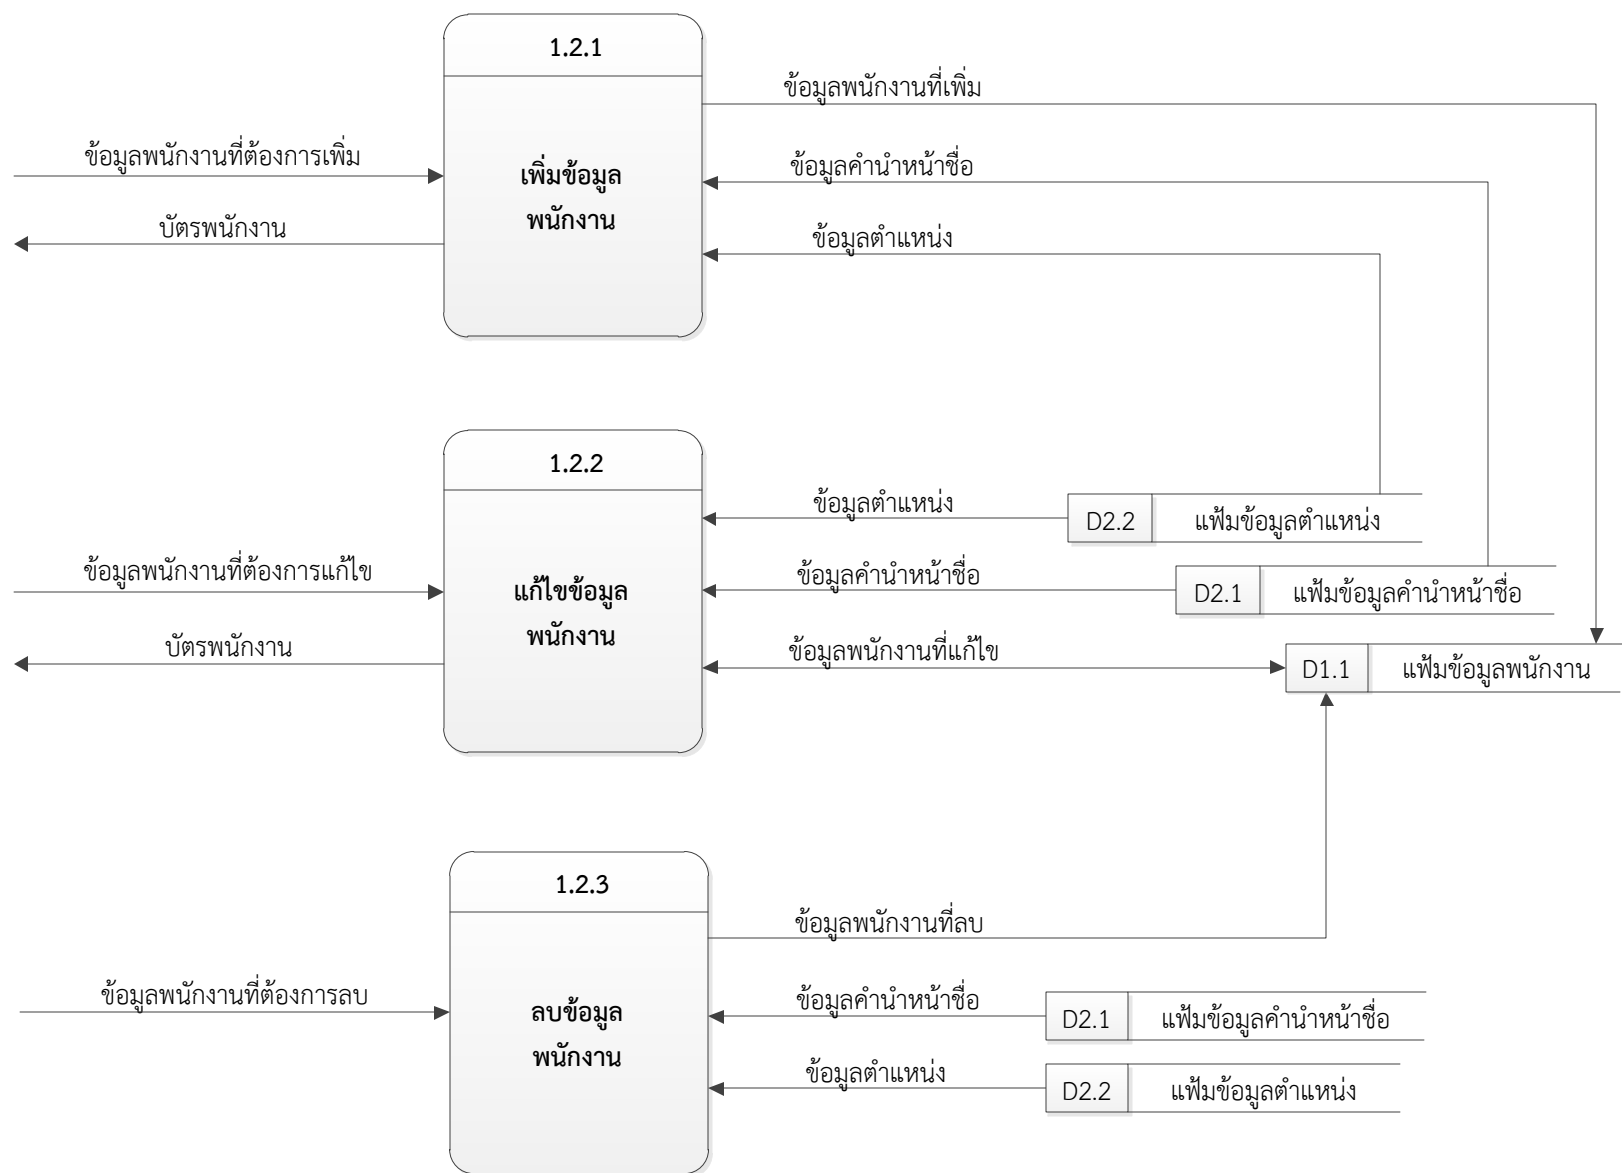 1.2.1
ข้อมูลพนักงานที่เพิ่ม
ข้อมูลพนักงานที่ต้องการเพิ่ม
เพิ่มข้อมูล
พนักงาน
ข้อมูลคำนำหน้าชื่อ
บัตรพนักงาน
ข้อมูลตำแหน่ง
1.2.2
ข้อมูลตำแหน่ง
D2.2 แฟ้มข้อมูลตำแหน่ง
ข้อมูลพนักงานที่ต้องการแก้ไข
แก้ไขข้อมูล
พนักงาน
ข้อมูลคำนำหน้าชื่อ
D2.1 แฟ้มข้อมูลคำนำหน้าชื่อ
บัตรพนักงาน
ข้อมูลพนักงานที่แก้ไข
D1.1 แฟ้มข้อมูลพนักงาน
1.2.3
ข้อมูลพนักงานที่ลบ
ข้อมูลพนักงานที่ต้องการลบ
ลบข้อมูล
พนักงาน
ข้อมูลคำนำหน้าชื่อ
D2.1 แฟ้มข้อมูลคำนำหน้าชื่อ
ข้อมูลตำแหน่ง
D2.2 แฟ้มข้อมูลตำแหน่ง